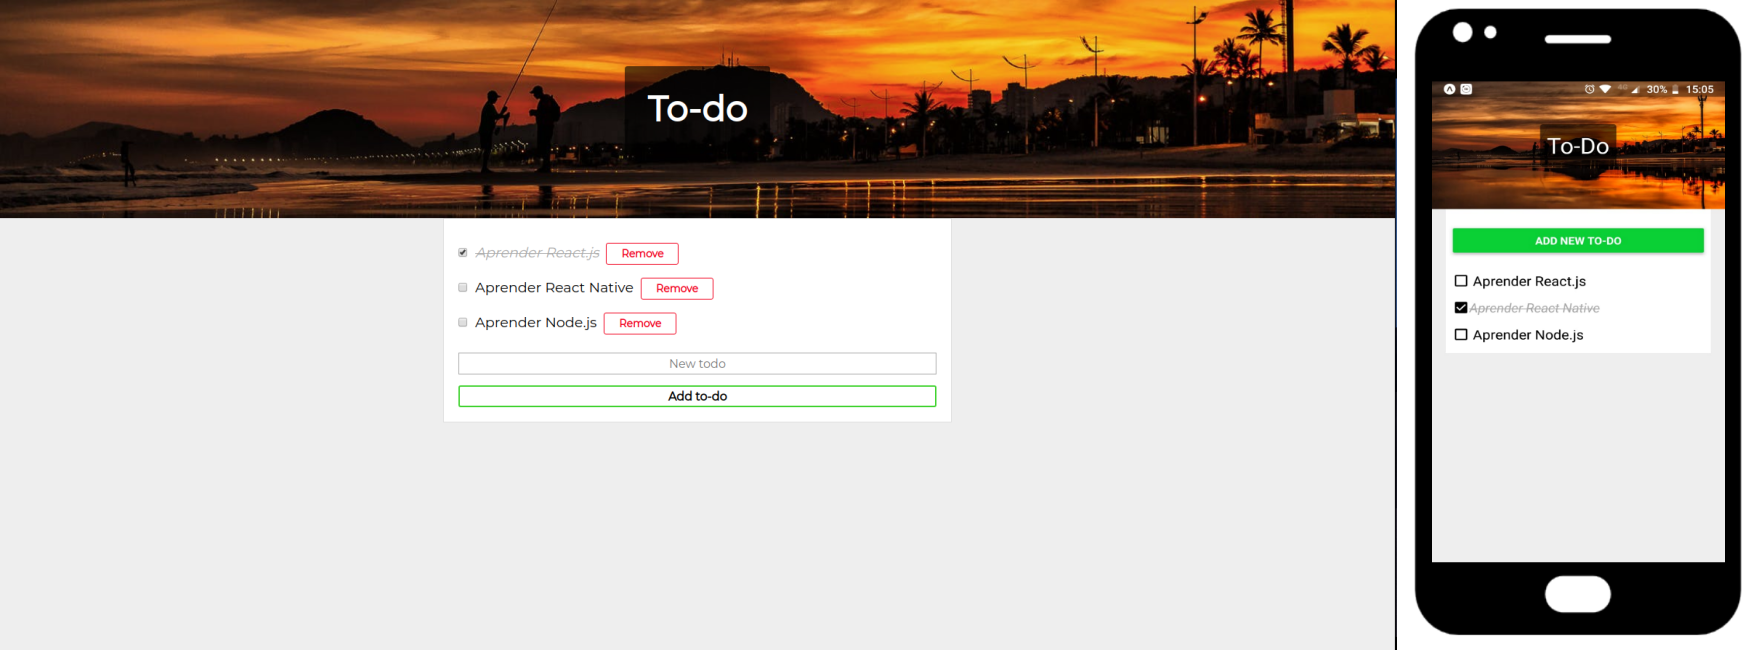 To-do
Aprender React.js Remove
Aprender React Native Remove
Aprender Node.js Remove
New todo
Add to-do
30% 15:05
To-Do
ADD NEW TO-DO
Aprender React.js
Aprender React Native
Aprender Node.js